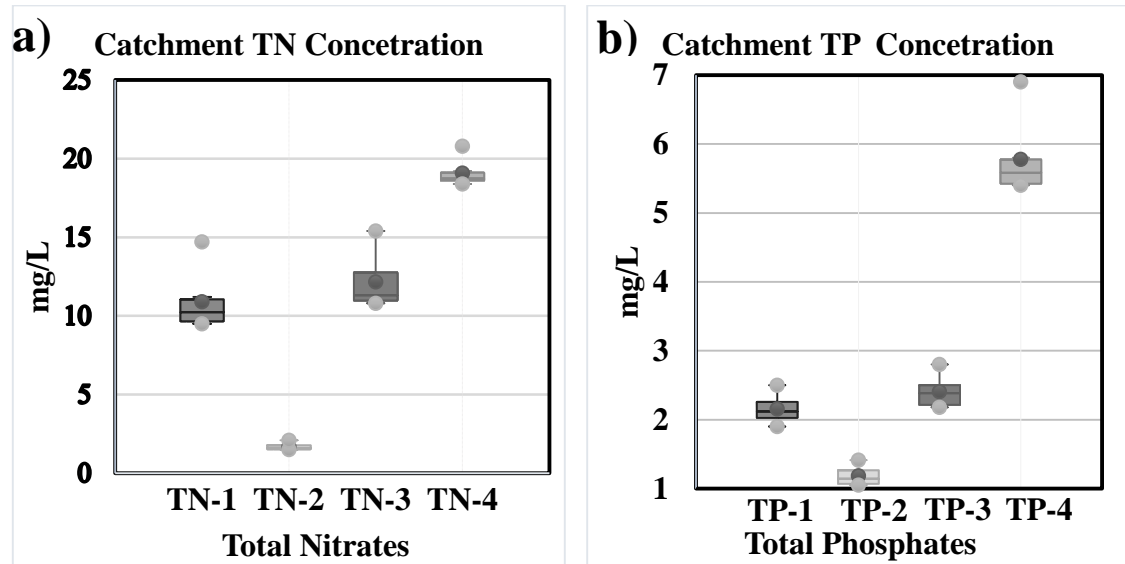 a) Catchment TN Concetration
25
20
15
10
5
0
mg/L
TN-1 TN-2 TN-3 TN-4
Total Nitrates
b) Catchment TP Concetration
7
6
5
4
3
2
1
mg/L
TP-1 TP-2 TP-3 TP-4
Total Phosphates